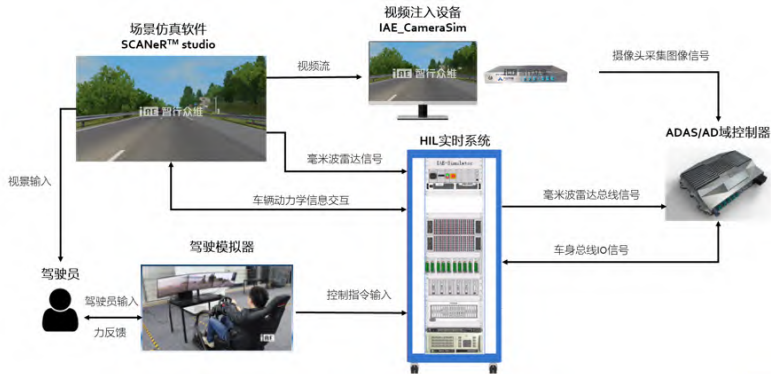 场景仿真软件
SCANeR™ studio
视频注入设备
IAE_CameraSim
视频流
摄像头采集图像信号
iAE 智行众维
iAE 智行众维
ADAS/AD域控制器
HIL实时系统
IAE-Simulator
毫米波雷达信号
视景输入
车辆动力学信息交互
毫米波雷达总线信号
驾驶模拟器
车身总线IO信号
驾驶员
驾驶员输入
力反馈
控制指令输入
iAE